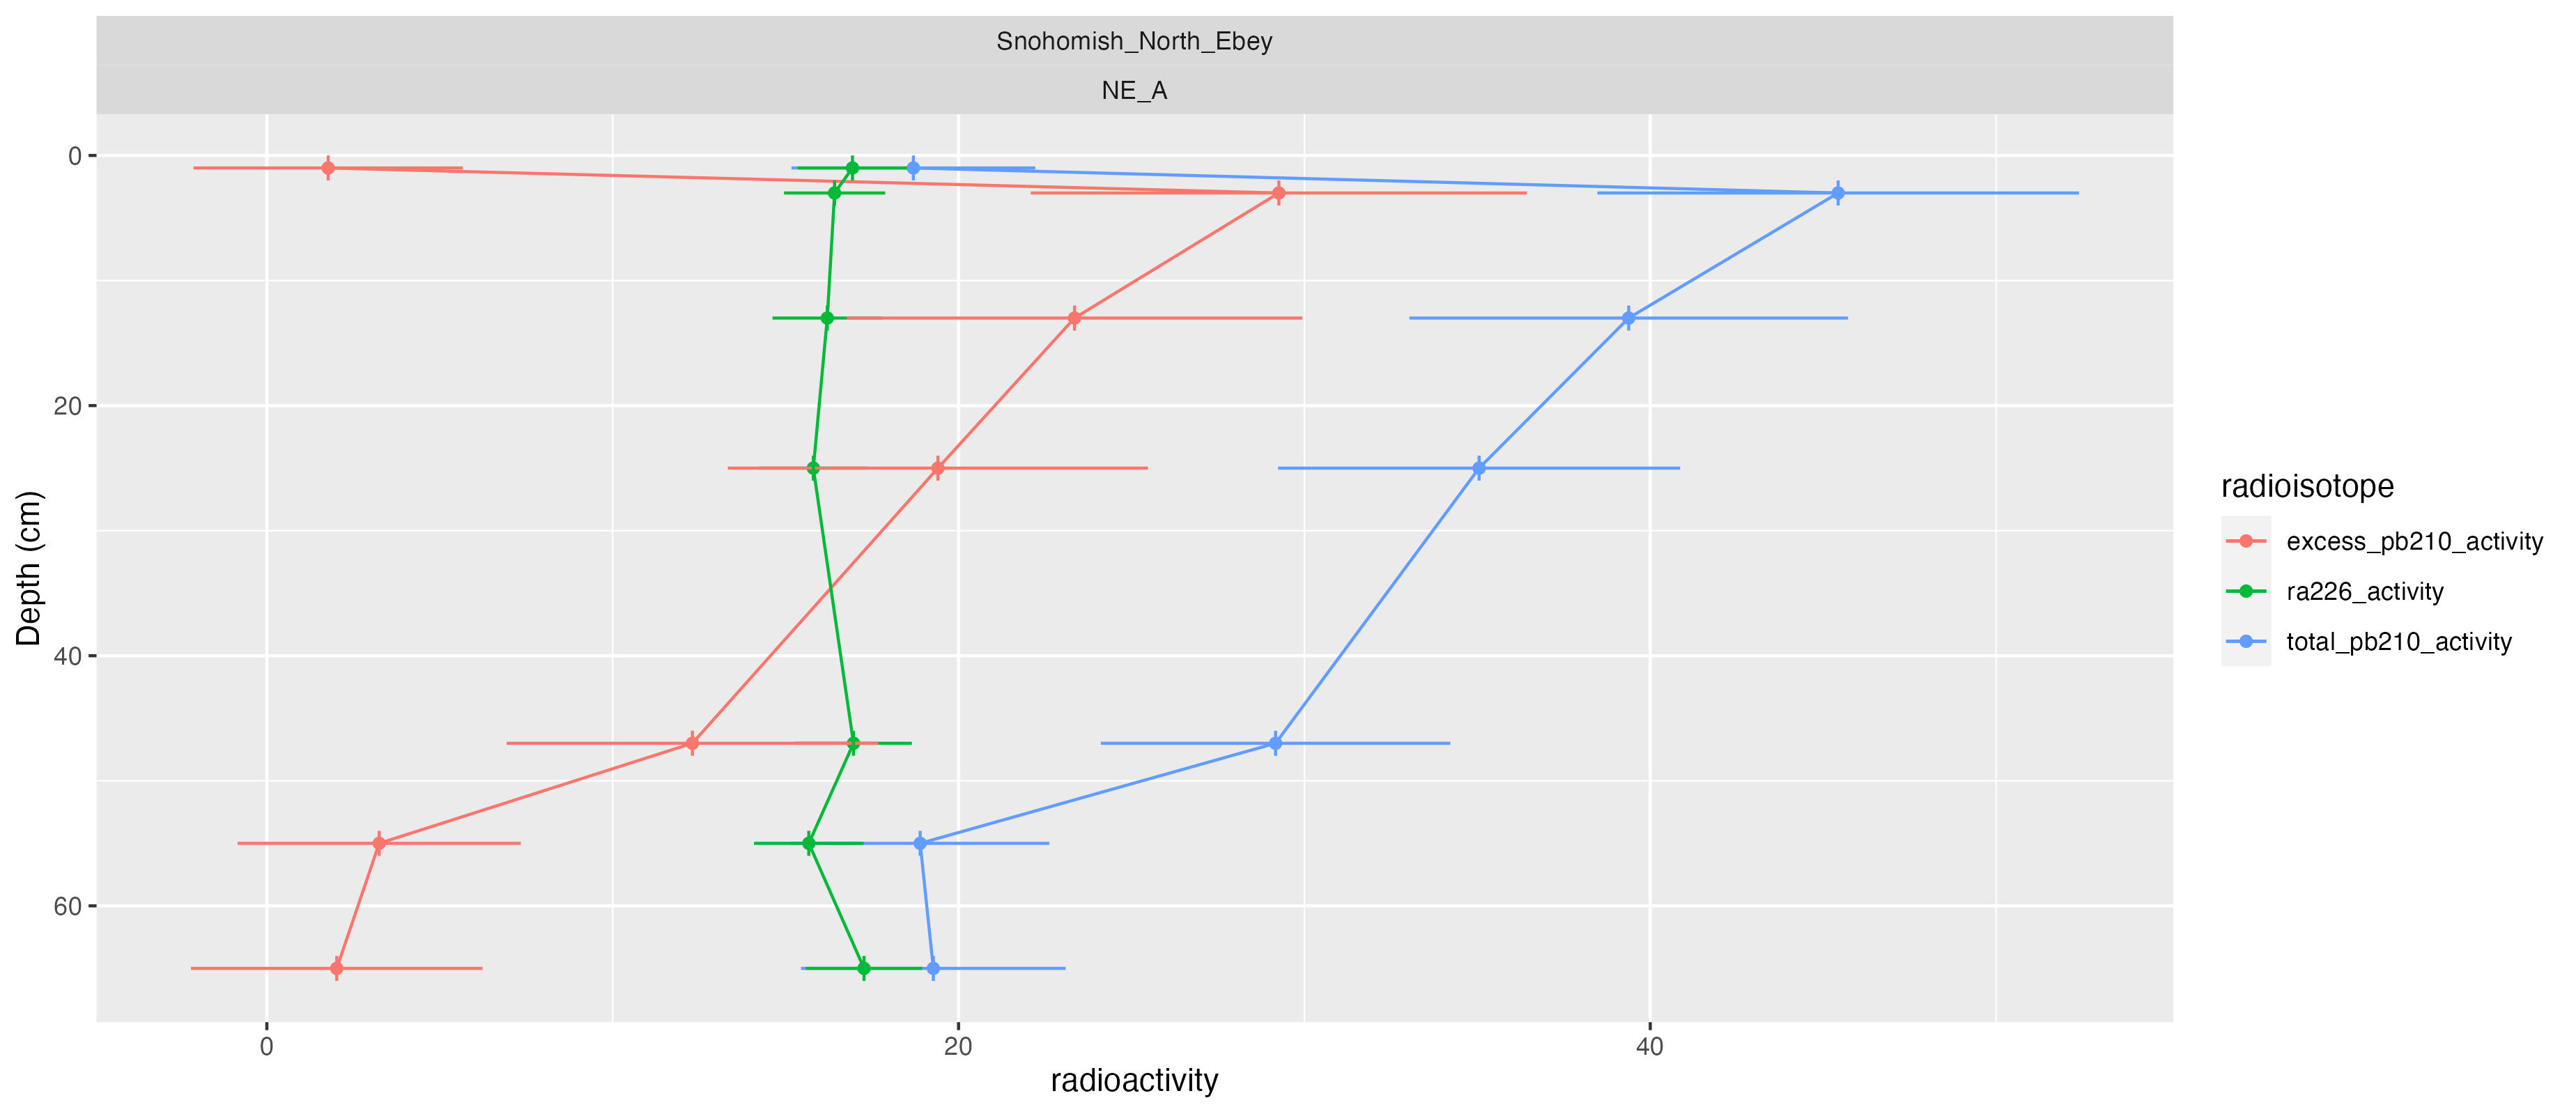 Snohomish_North_Ebey
NE_A
0
20
40
60
Depth (cm)
0 20 40
radioactivity
radioisotope
excess_pb210_activity
ra226_activity
total_pb210_activity